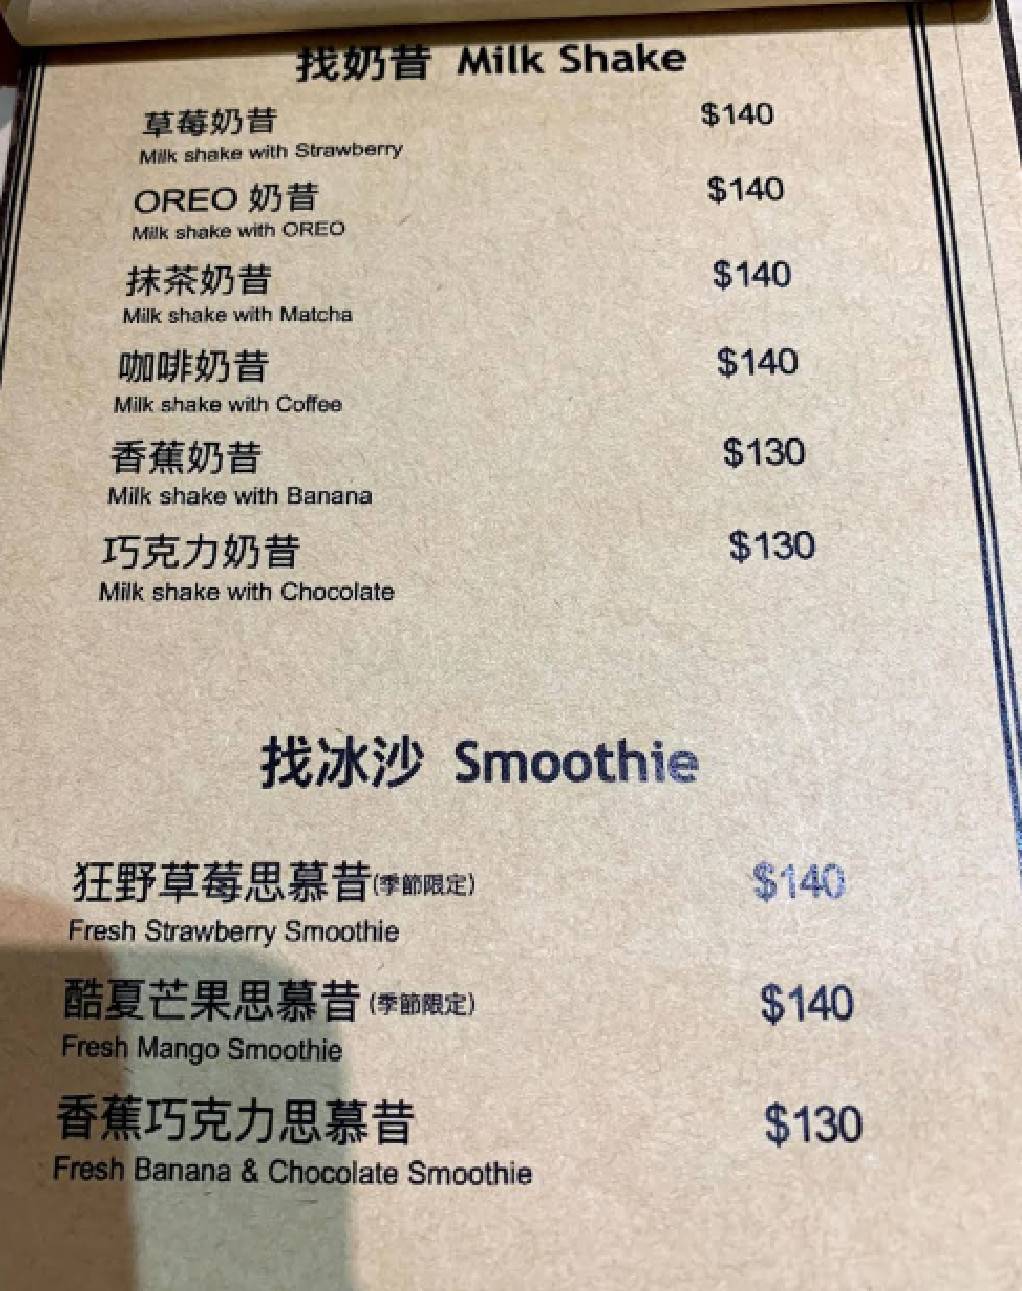 找奶昔 Milk Shake
草莓奶昔 $140
Milk shake with Strawberry
OREO 奶昔 $140
Milk shake with OREO
抹茶奶昔 $140
Milk shake with Matcha
咖啡奶昔 $140
Milk shake with Coffee
香蕉奶昔 $130
Milk shake with Banana
巧克力奶昔 $130
Milk shake with Chocolate
找冰沙 Smoothie
狂野草莓思慕昔(季節限定) $140
Fresh Strawberry Smoothie
酷夏芒果思慕昔(季節限定) $140
Fresh Mango Smoothie
香蕉巧克力思慕昔 $130
Fresh Banana & Chocolate Smoothie